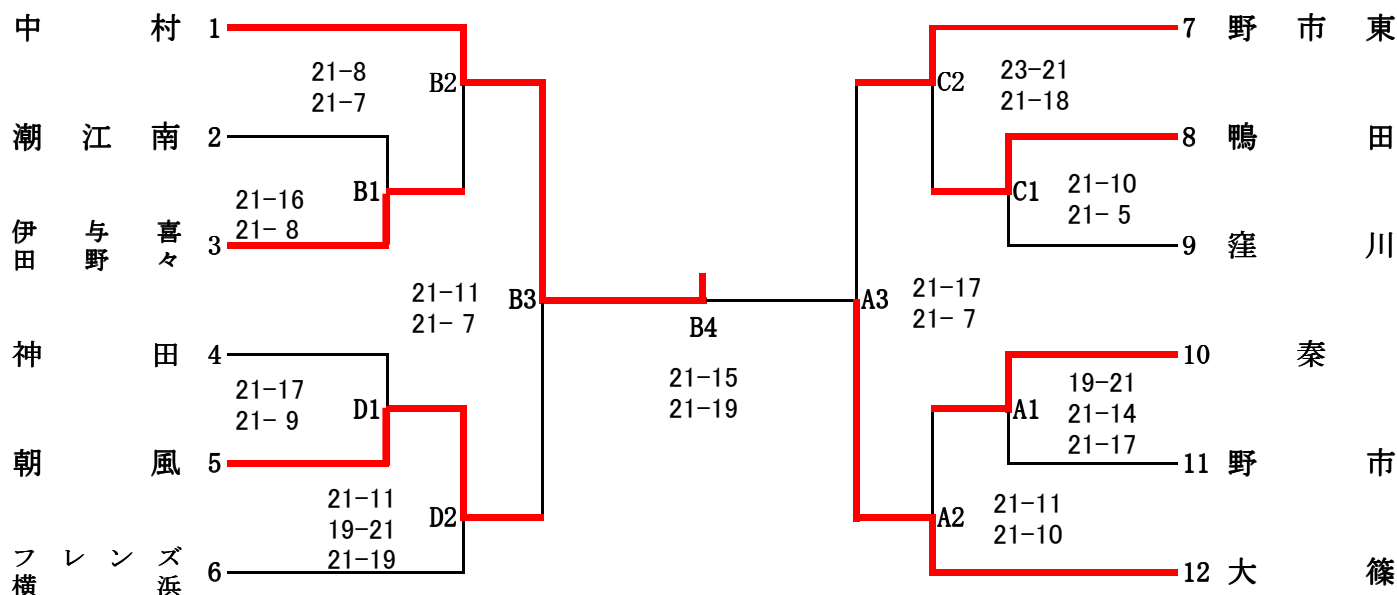 中村 1
7 野市東
21-8
21-7
B2
C2
23-21
21-18
潮江南 2
8 鴨田
21-16
21- 8
B1
C1
21-10
21- 5
伊与喜
田野々
3
9 窪川
21-11
21- 7
B3
B4
A3
21-17
21- 7
神田 4
10 秦
21-15
21-19
21-17
21- 9
D1
A1
19-21
21-14
21-17
朝風 5
11 野市
21-11
19-21
21-19
D2
A2
21-11
21-10
フレンズ
横浜
6
12 大篠